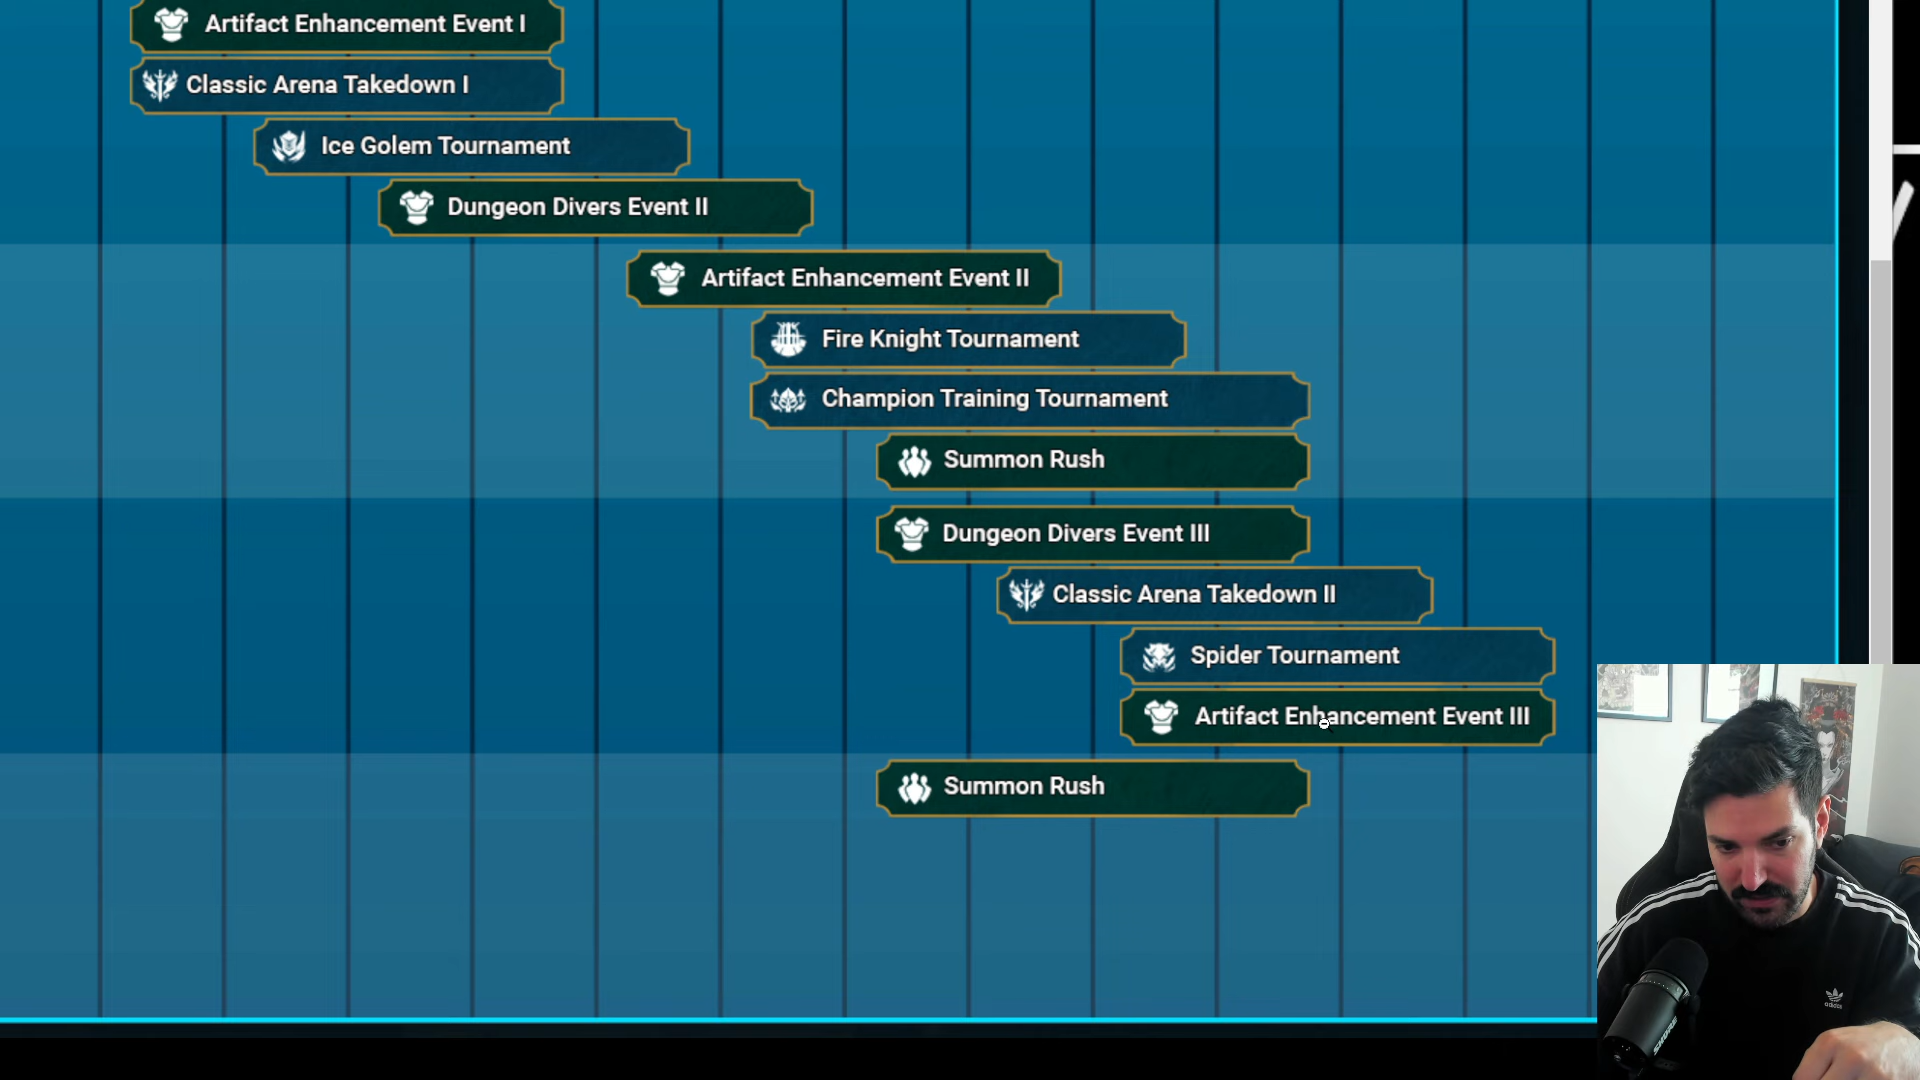 Artifact Enhancement Event I
Classic Arena Takedown I
Ice Golem Tournament
Dungeon Divers Event II
Artifact Enhancement Event II
Fire Knight Tournament
Champion Training Tournament
Summon Rush
Dungeon Divers Event III
Classic Arena Takedown II
Spider Tournament
Artifact Enhancement Event III
Summon Rush
adidas
SHURE